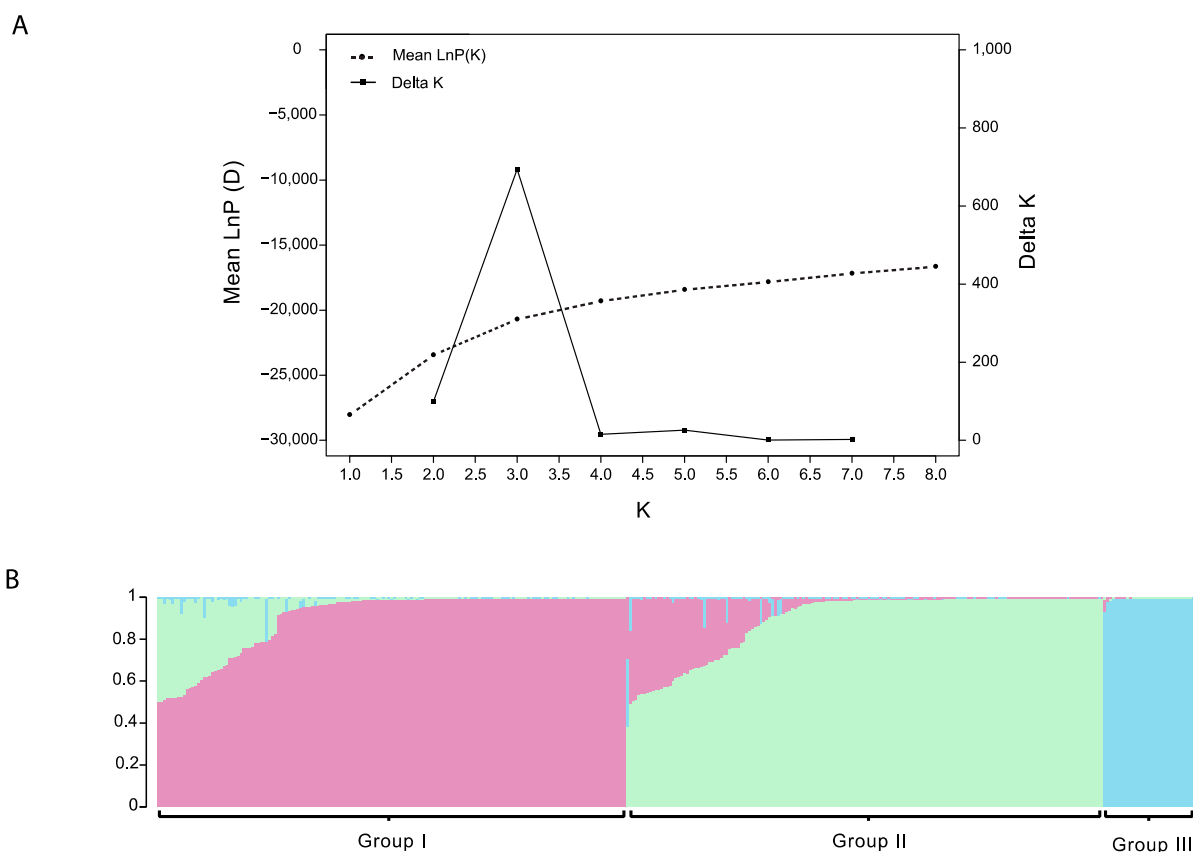 A
Mean LnP(K)
Delta K
0
−5,000
−10,000
−15,000
−20,000
−25,000
−30,000
Mean LnP (D)
1,000
800
600
400
200
0
Delta K
1.0 1.5 2.0 2.5 3.0 3.5 4.0 4.5 5.0 5.5 6.0 6.5 7.0 7.5 8.0
K
B
1
0.8
0.6
0.4
0.2
0
Group I Group II Group III